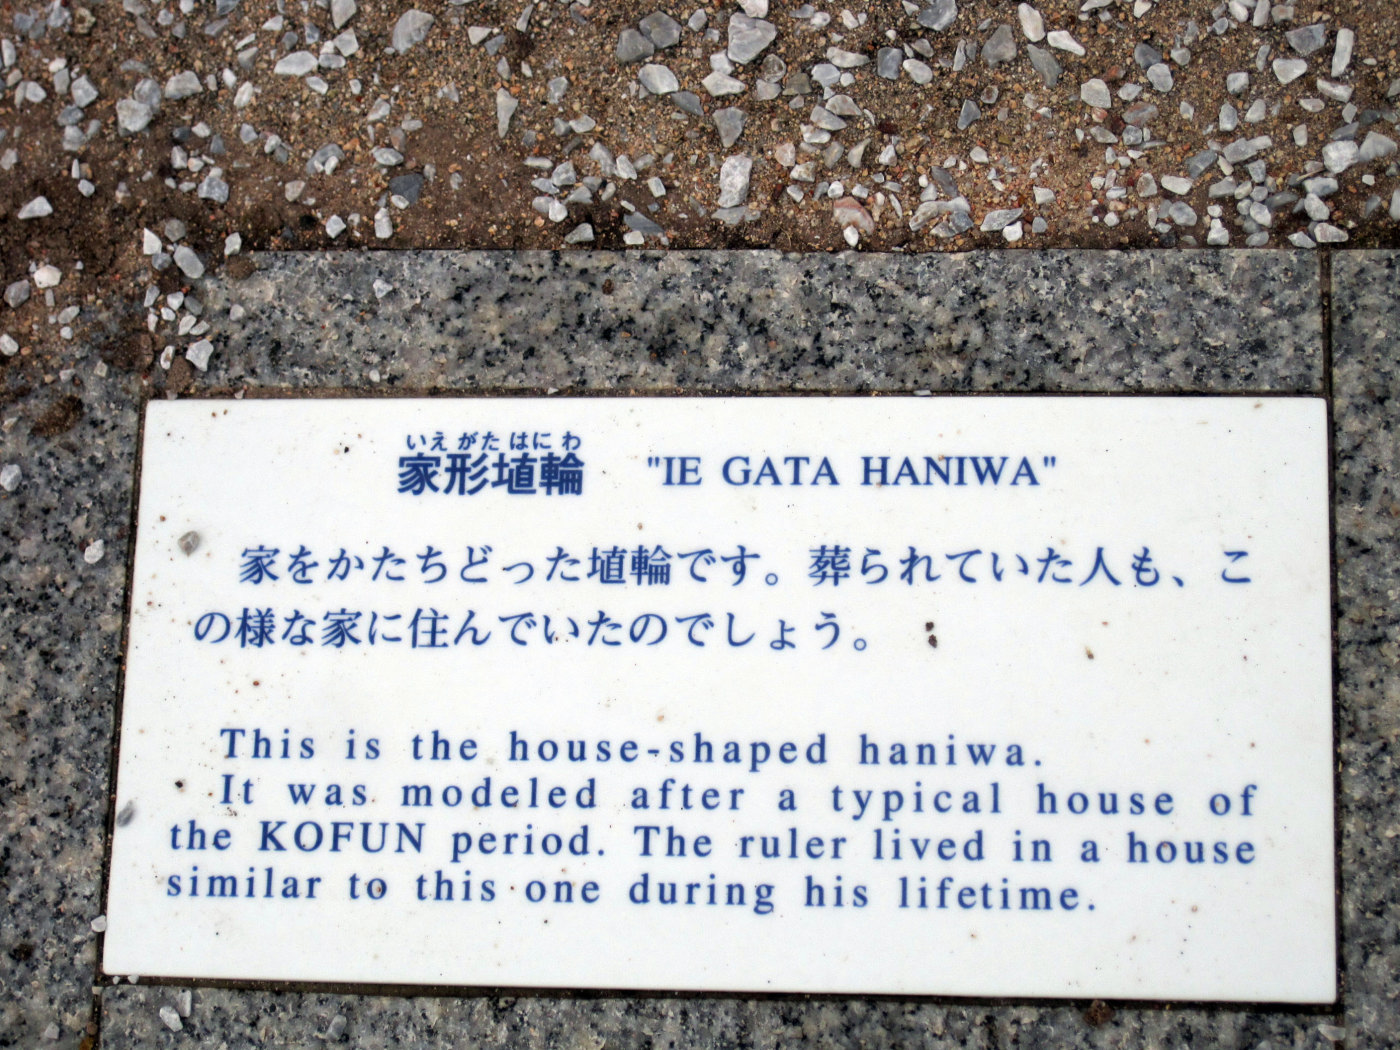 いえ がた はに わ
家形埴輪 "IE GATA HANIWA"
家をかたちどった埴輪です。葬られていた人も、こ
の様な家に住んでいたのでしょう。
This is the house-shaped haniwa.
It was modeled after a typical house of
the KOFUN period. The ruler lived in a house
similar to this one during his lifetime.